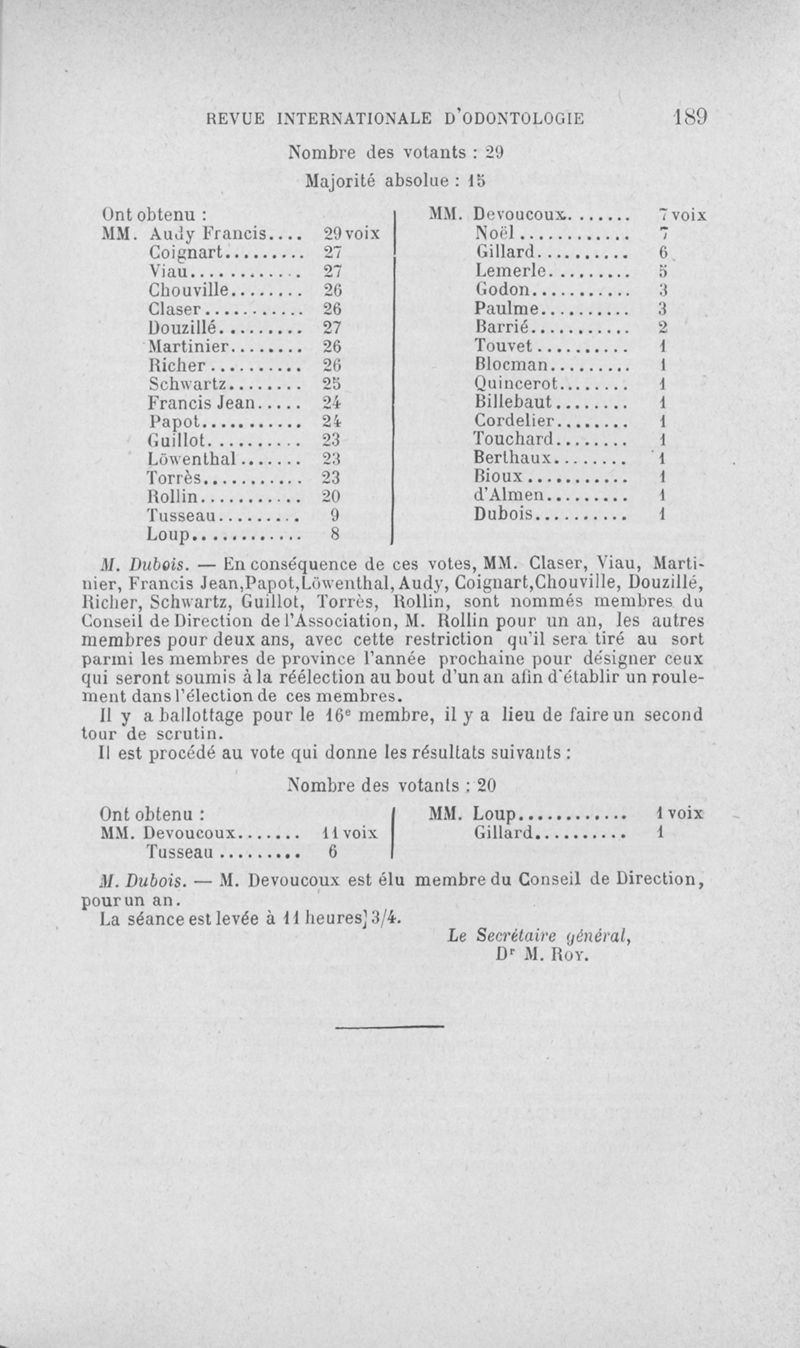 REVUE INTERNATIONALE D'ODONTOLOGIE 189
Nombre des votants : 29
Majorité absolue : 15
Ont obtenu :
MM. Audy Francis.... 29 voix
Coignart......... 27
Viau............ 27
Chouville........ 26
Claser............ 26
Douzillé......... 27
Martinier........ 26
Richer.......... 26
Schwartz........ 25
Francis Jean..... 24
Papot........... 24
Guillot.......... 23
Löwenthal....... 23
Torrès........... 23
Rollin........... 20
Tusseau......... 9
Loup............ 8
MM. Devoucoux........ 7 voix
Noël............ 7
Gillard.......... 6
Lemerle......... 5
Godon........... 3
Paulme.......... 3
Barrié........... 2
Touvet.......... 1
Blocman......... 1
Quincerot........ 1
Billebaut........ 1
Cordelier........ 1
Touchard........ 1
Berthaux........ 1
Bioux........... 1
d'Almen......... 1
Dubois.......... 1
M. Dubois. — En conséquence de ces votes, MM. Claser, Viau, Marti-
nier, Francis Jean, Papot, Löwenthal, Audy, Coignart, Chouville, Douzillé,
Richer, Schwartz, Guillot, Torrès, Rollin, sont nommés membres du
Conseil de Direction de l'Association, M. Rollin pour un an, les autres
membres pour deux ans, avec cette restriction qu'il sera tiré au sort
parmi les membres de province l'année prochaine pour désigner ceux
qui seront soumis à la réélection au bout d'un an afin d'établir un roule-
ment dans l'élection de ces membres.
Il y a ballottage pour le 16e membre, il y a lieu de faire un second
tour de scrutin.
Il est procédé au vote qui donne les résultats suivants :
Nombre des votants : 20
Ont obtenu :
MM. Devoucoux....... 11 voix
Tusseau......... 6
MM. Loup............ 1 voix
Gillard.......... 1
M. Dubois. — M. Devoucoux est élu membre du Conseil de Direction,
pour un an.
La séance est levée à 11 heures] 3/4.
Le Secrétaire général,
Dr M. ROY.